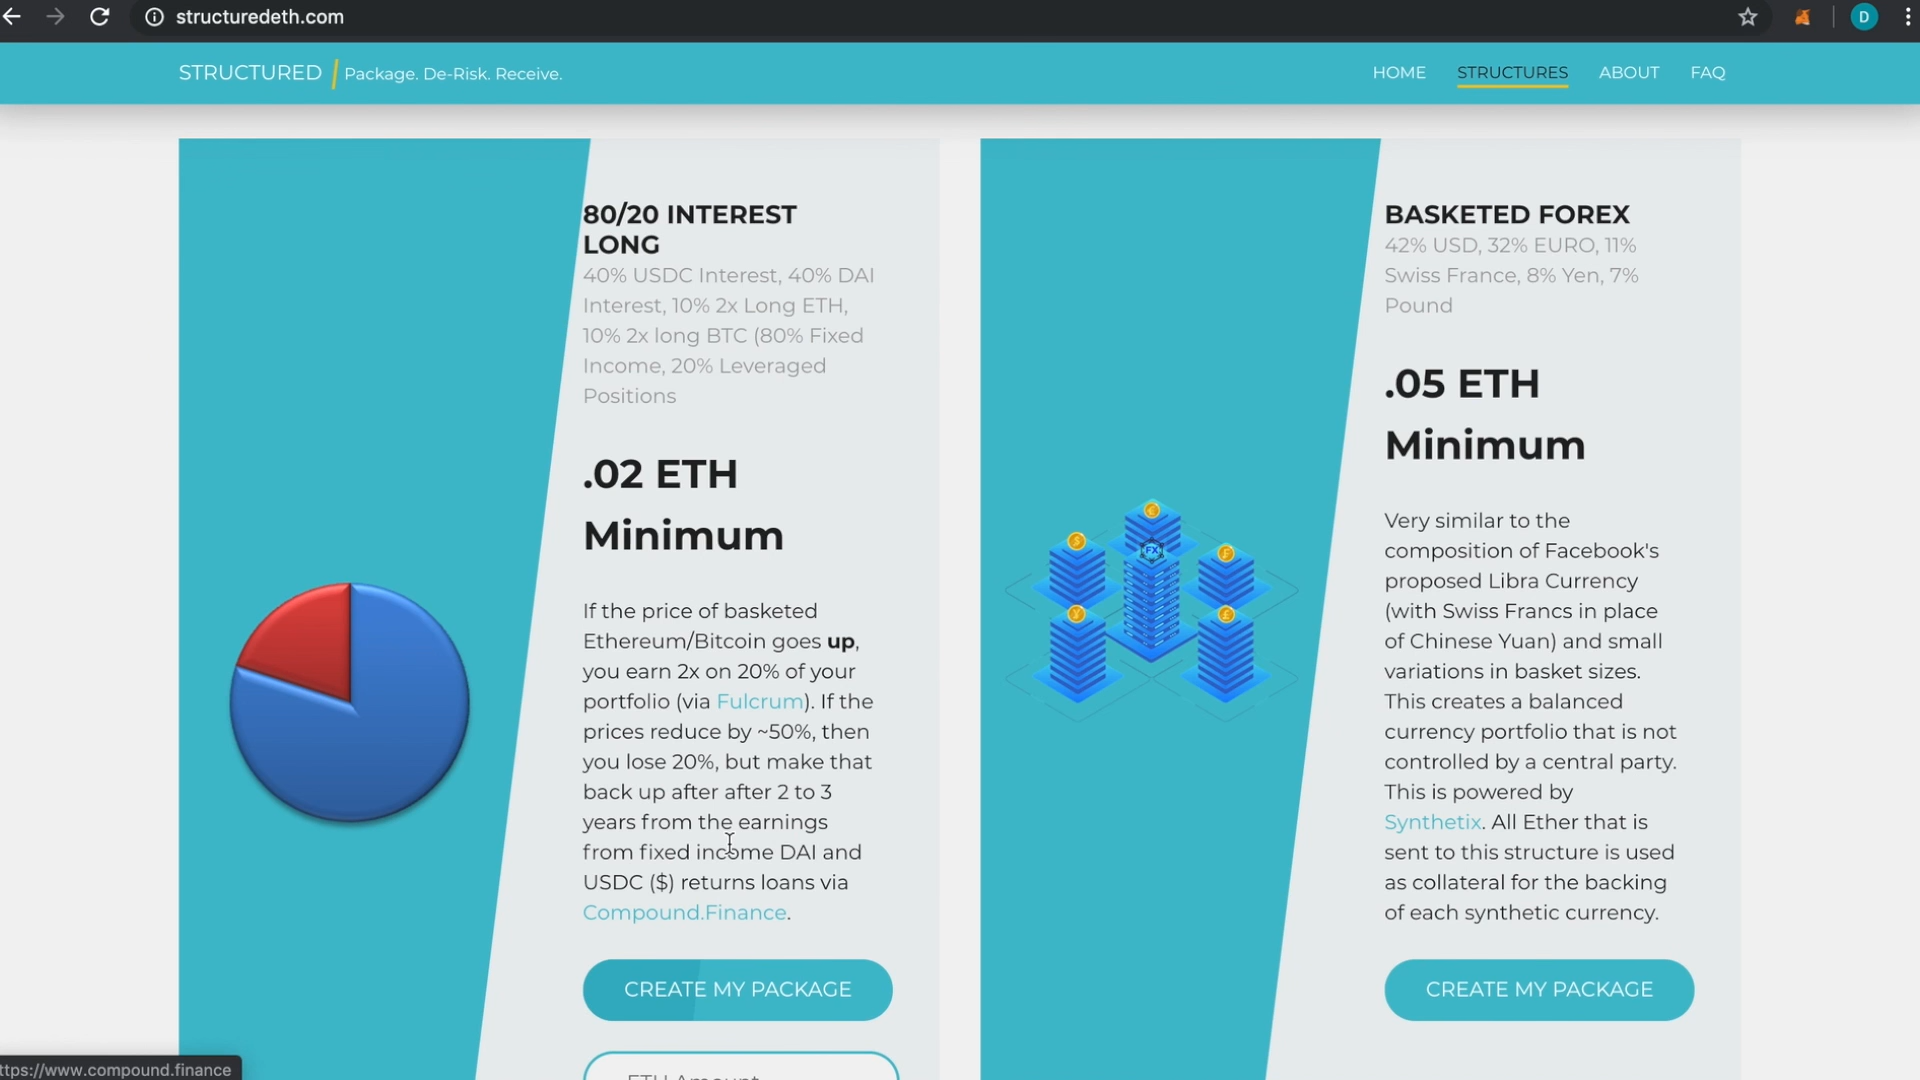 structuredeth.com
D
STRUCTURED / Package. De-Risk. Receive.
HOME STRUCTURES ABOUT FAQ
80/20 INTEREST
LONG
40% USDC Interest, 40% DAI
Interest, 10% 2x Long ETH,
10% 2x long BTC (80% Fixed
Income, 20% Leveraged
Positions
.02 ETH
Minimum
If the price of basketed
Ethereum/Bitcoin goes up,
you earn 2x on 20% of your
portfolio (via Fulcrum). If the
prices reduce by ~50%, then
you lose 20%, but make that
back up after after 2 to 3
years from the earnings
from fixed income DAI and
USDC ($) returns loans via
Compound.Finance.
CREATE MY PACKAGE
ETH Amount
BASKETED FOREX
42% USD, 32% EURO, 11%
Swiss France, 8% Yen, 7%
Pound
.05 ETH
Minimum
Very similar to the
composition of Facebook's
proposed Libra Currency
(with Swiss Francs in place
of Chinese Yuan) and small
variations in basket sizes.
This creates a balanced
currency portfolio that is not
controlled by a central party.
This is powered by
Synthetix. All Ether that is
sent to this structure is used
as collateral for the backing
of each synthetic currency.
CREATE MY PACKAGE
FX
ttps://www.compound.finance